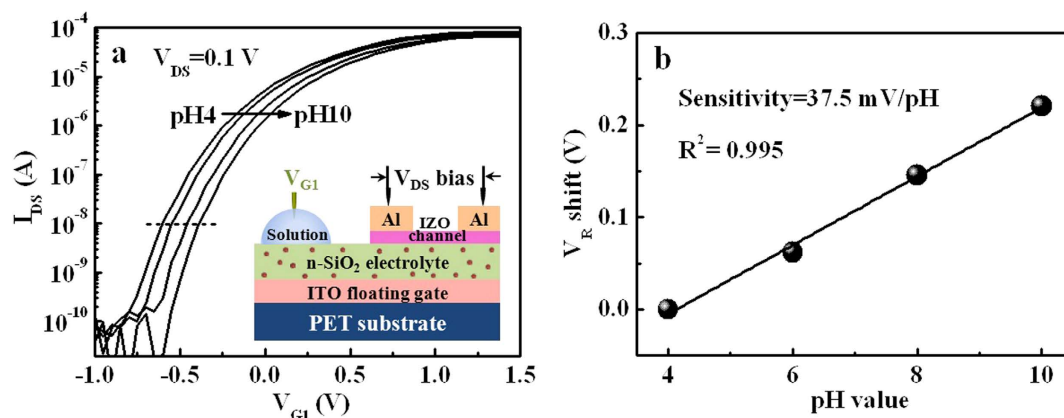 a
V_DS=0.1 V
pH4
pH10
10⁻⁴
10⁻⁵
10⁻⁶
10⁻⁷
10⁻⁸
10⁻⁹
10⁻¹⁰
I_DS (A)
V_G1
V_DS bias
Al
IZO
Al
Solution
channel
n-SiO₂ electrolyte
ITO floating gate
PET substrate
-1.0 -0.5 0.0 0.5 1.0 1.5
V_G1 (V)
b
Sensitivity=37.5 mV/pH
R²= 0.995
0.3
0.2
0.1
0.0
V_R shift (V)
4 6 8 10
pH value